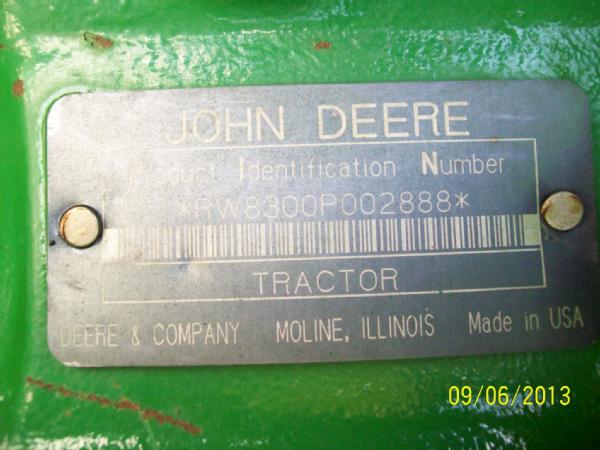 JOHN DEERE
Product Identification Number
*RW8300P002888*
TRACTOR
DEERE & COMPANY MOLINE, ILLINOIS Made in USA
09/06/2013